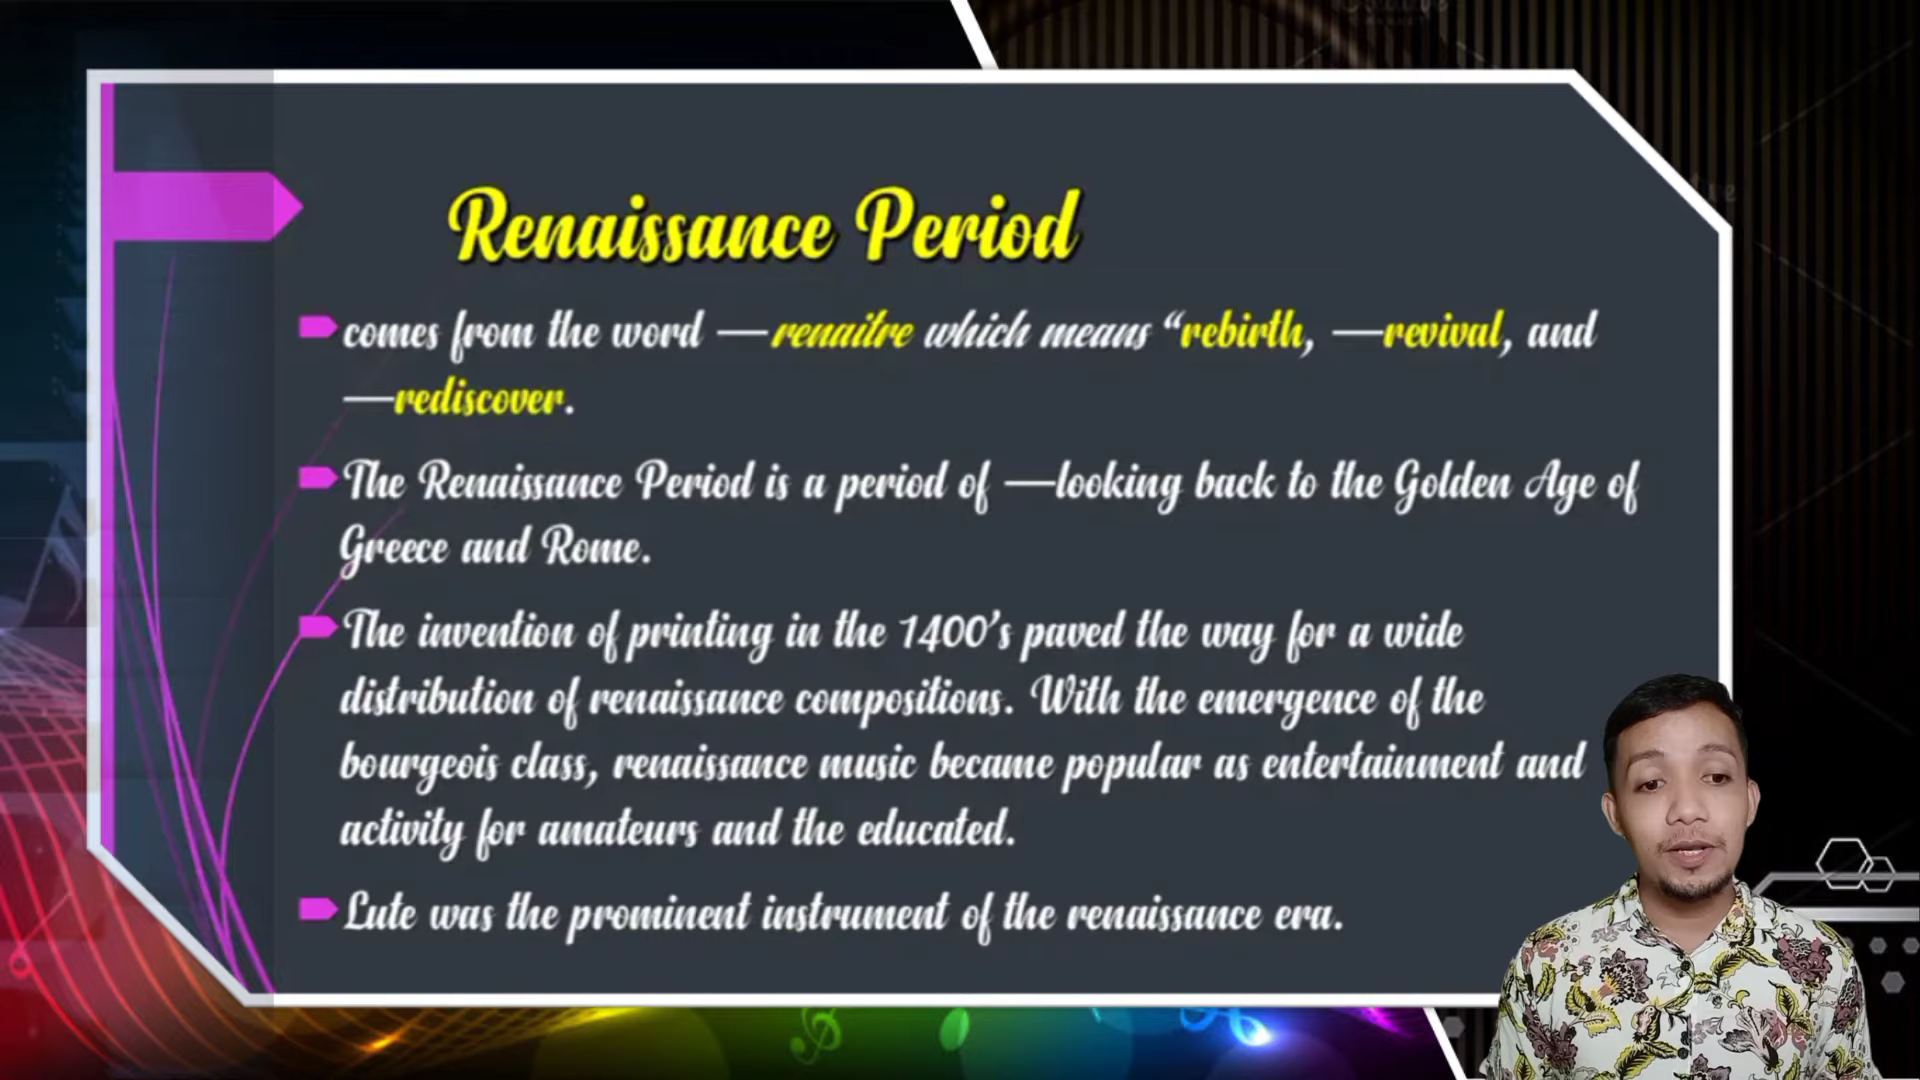 Renaissance Period
comes from the word —renaitre which means “rebirth, —revival, and
—rediscover.
The Renaissance Period is a period of —looking back to the Golden Age of
Greece and Rome.
The invention of printing in the 1400's paved the way for a wide
distribution of renaissance compositions. With the emergence of the
bourgeois class, renaissance music became popular as entertainment and
activity for amateurs and the educated.
Lute was the prominent instrument of the renaissance era.